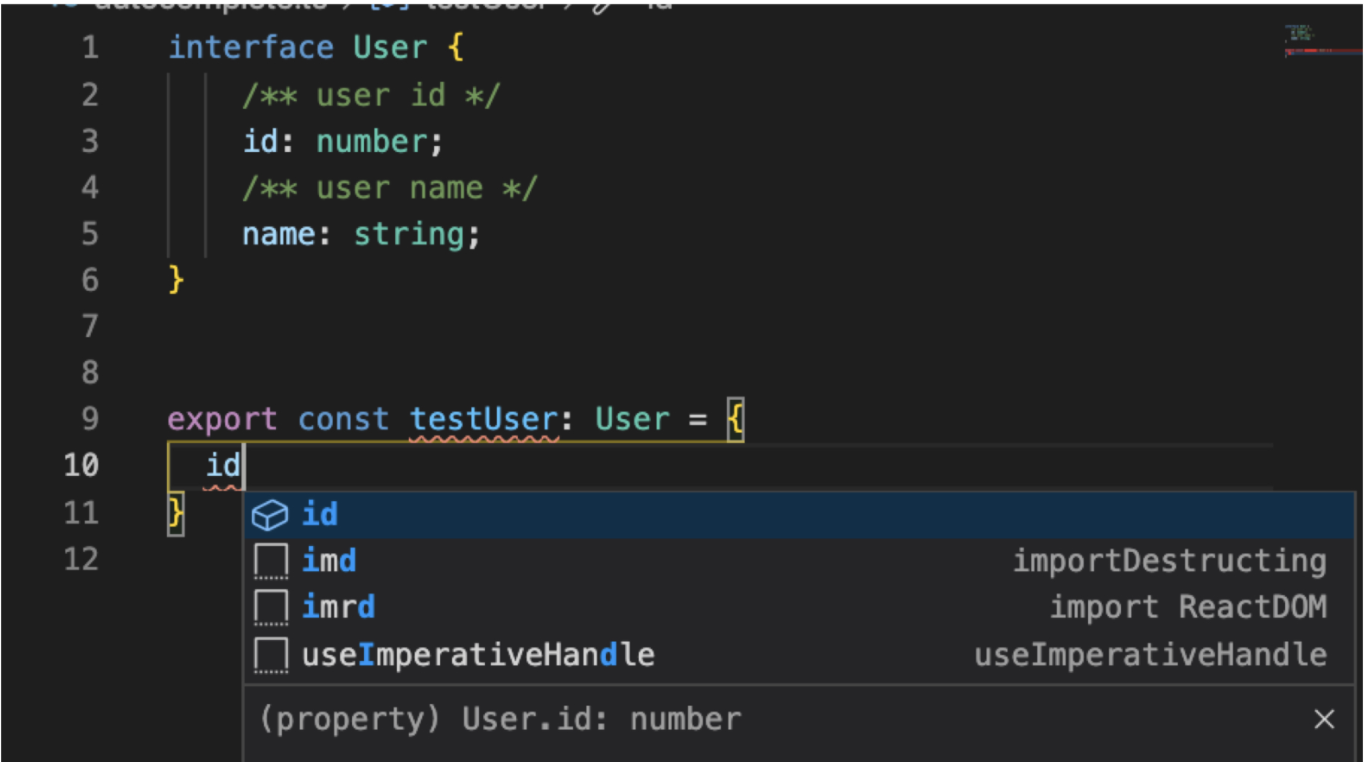 1 interface User {
2 /** user id */
3 id: number;
4 /** user name */
5 name: string;
6 }
7
8
9 export const testUser: User = {
10 id
11 }
12
id
imd importDestructing
imrd import ReactDOM
useImperativeHandle useImperativeHandle
(property) User.id: number ×